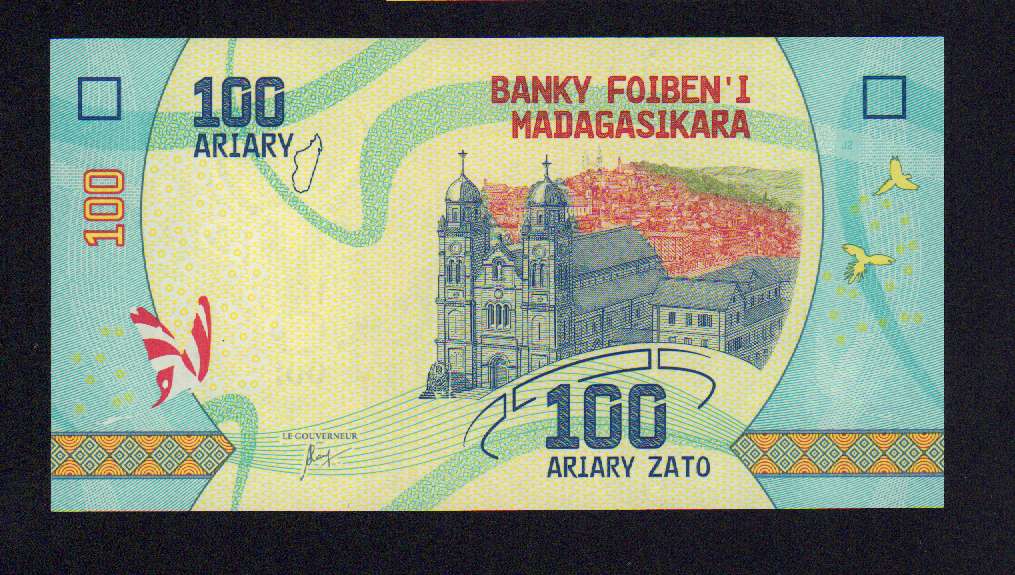 100
ARIARY
BANKY FOIBEN'I
MADAGASIKARA
100
LE GOUVERNEUR
100
ARIARY ZATO